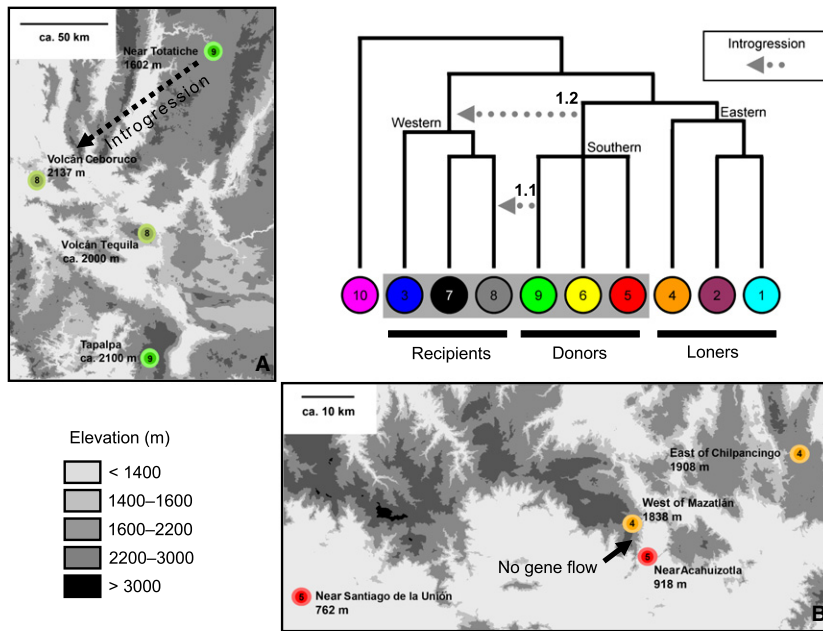 ca. 50 km
Near Totatiche
1602 m
9
Introgression
Volcán Ceboruco
2137 m
8
8
Volcán Tequila
ca. 2000 m
Tapalpa
ca. 2100 m
9
A
Introgression
1.2
Western
Eastern
Southern
1.1
10
3
7
8
9
6
5
4
2
1
Recipients
Donors
Loners
Elevation (m)
< 1400
1400–1600
1600–2200
2200–3000
> 3000
ca. 10 km
East of Chilpancingo
1908 m
4
West of Mazatlán
1838 m
4
No gene flow
5
Near Acahuizotla
918 m
5
Near Santiago de la Unión
762 m
B